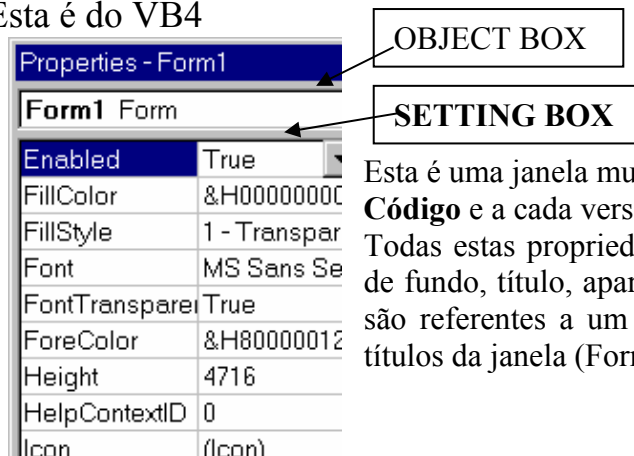 Esta é do VB4
OBJECT BOX
Properties - Form1
Form1 Form
SETTING BOX
Enabled True
FillColor &H00000000
FillStyle 1 - Transpar
Font MS Sans Se
FontTransparen True
ForeColor &H80000012
Height 4716
HelpContextID 0
Icon (Icon)
Esta é uma janela mu
Código e a cada vers
Todas estas propried
de fundo, título, apar
são referentes a um
títulos da janela (For